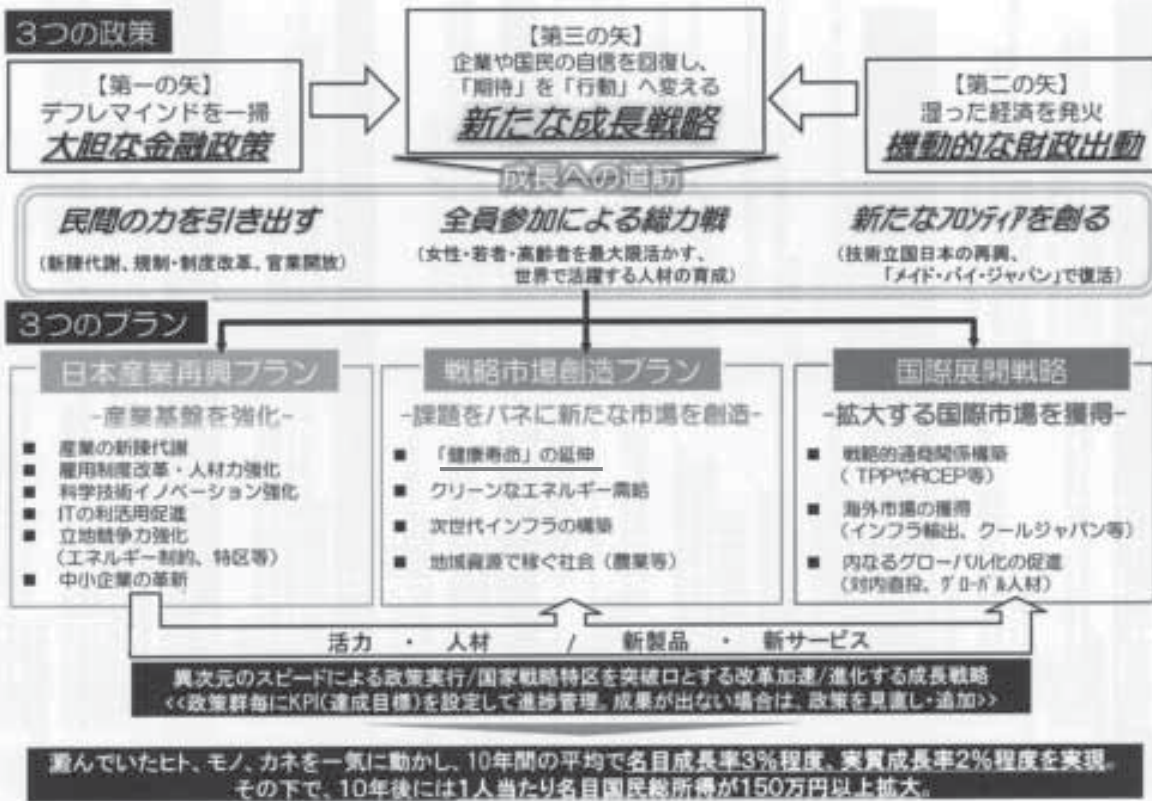 3つの政策
【第一の矢】
デフレマインドを一掃
大胆な金融政策
【第三の矢】
企業や国民の自信を回復し、
「期待」を「行動」へ変える
新たな成長戦略
【第二の矢】
湿った経済を発火
機動的な財政出動
成長への道筋
民間の力を引き出す
(新陳代謝、規制・制度改革、官業開放)
全員参加による総力戦
(女性・若者・高齢者を最大限活かす、
世界で活躍する人材の育成)
新たなフロンティアを創る
(技術立国日本の再興、
「メイド・バイ・ジャパン」で復活)
3つのプラン
日本産業再興プラン
-産業基盤を強化-
■ 産業の新陳代謝
■ 雇用制度改革・人材力強化
■ 科学技術イノベーション強化
■ ITの利活用促進
■ 立地競争力強化
(エネルギー制約、特区等)
■ 中小企業の革新
戦略市場創造プラン
-課題をバネに新たな市場を創造-
■ 「健康寿命」の延伸
■ クリーンなエネルギー需給
■ 次世代インフラの構築
■ 地域資源で稼ぐ社会(農業等)
国際展開戦略
-拡大する国際市場を獲得-
■ 戦略的通商関係構築
(TPPやRCEP等)
■ 海外市場の獲得
(インフラ輸出、クールジャパン等)
■ 内なるグローバル化の促進
(対内直投、グローバル人材)
活力 ・ 人材 / 新製品 ・ 新サービス
異次元のスピードによる政策実行/国家戦略特区を突破口とする改革加速/進化する成長戦略
<<政策群毎にKPI(達成目標)を設定して進捗管理。成果が出ない場合は、政策を見直し・追加>>
澱んでいたヒト、モノ、カネを一気に動かし、10年間の平均で名目成長率3%程度、実質成長率2%程度を実現。
その下で、10年後には1人当たり名目国民総所得が150万円以上拡大。